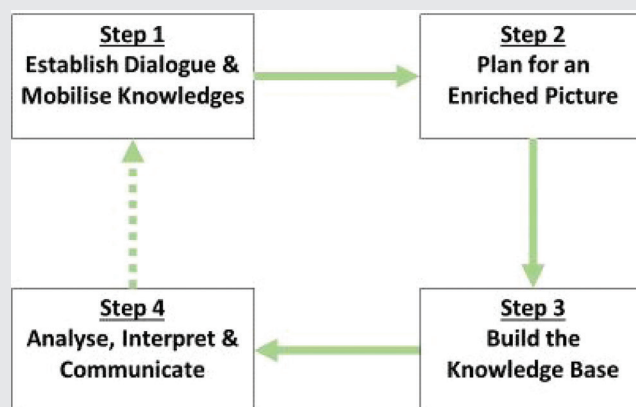 Step 1
Establish Dialogue &
Mobilise Knowledges
Step 2
Plan for an
Enriched Picture
Step 3
Build the
Knowledge Base
Step 4
Analyse, Interpret &
Communicate